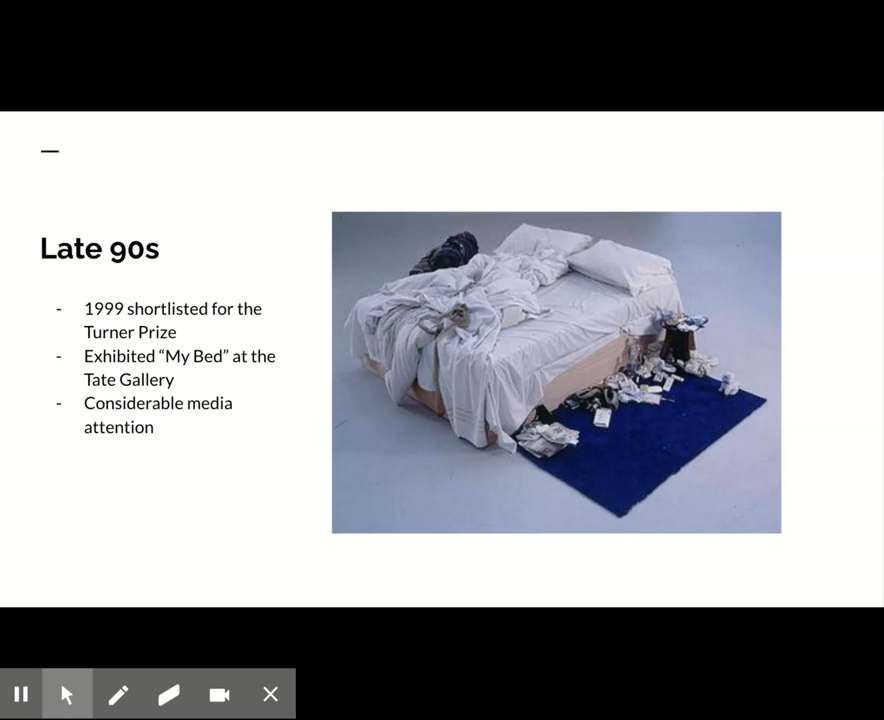 Late 90s
- 1999 shortlisted for the
Turner Prize
- Exhibited “My Bed” at the
Tate Gallery
- Considerable media
attention